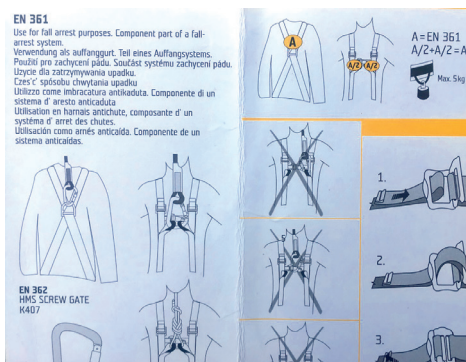 EN 361
Use for fall arrest purposes. Component part of a fall-
arrest system.
Verwendung als auffanggurt. Teil eines Auffangsystems.
Použití pro zachycení pádu. Součást systému zachycení pádu.
Uzycie dla zatrzymywania upadku.
Czes'c' spósobu chwytania upadku
Utilizzo come imbracatura antikaduta. Componente di un
sistema d' aresto anticaduta
Utilisation en harnais antichute, composante d' un
systéma d' arret des chutes.
Utilisación como arnés anticaída. Componente de un
sistema anticaídas.
EN 362
HMS SCREW GATE
K407
A
A/2
A/2
A=EN 361
A/2+A/2=A
Max. 5kg
1.
2.
3.